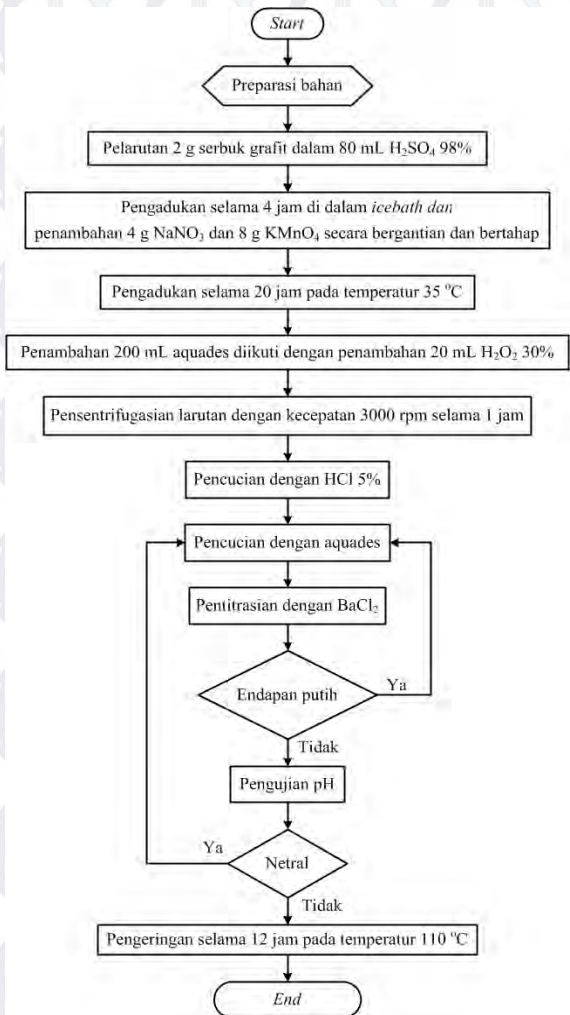 Start
Preparasi bahan
Pelarutan 2 g serbuk grafit dalam 80 mL H₂SO₄ 98%
Pengadukan selama 4 jam di dalam icebath dan
penambahan 4 g NaNO₃ dan 8 g KMnO₄ secara bergantian dan bertahap
Pengadukan selama 20 jam pada temperatur 35 °C
Penambahan 200 mL aquades diikuti dengan penambahan 20 mL H₂O₂ 30%
Pensentrifugasian larutan dengan kecepatan 3000 rpm selama 1 jam
Pencucian dengan HCl 5%
Pencucian dengan aquades
Pentitrasian dengan BaCl₂
Endapan putih
Ya
Tidak
Pengujian pH
Ya
Netral
Tidak
Pengeringan selama 12 jam pada temperatur 110 °C
End